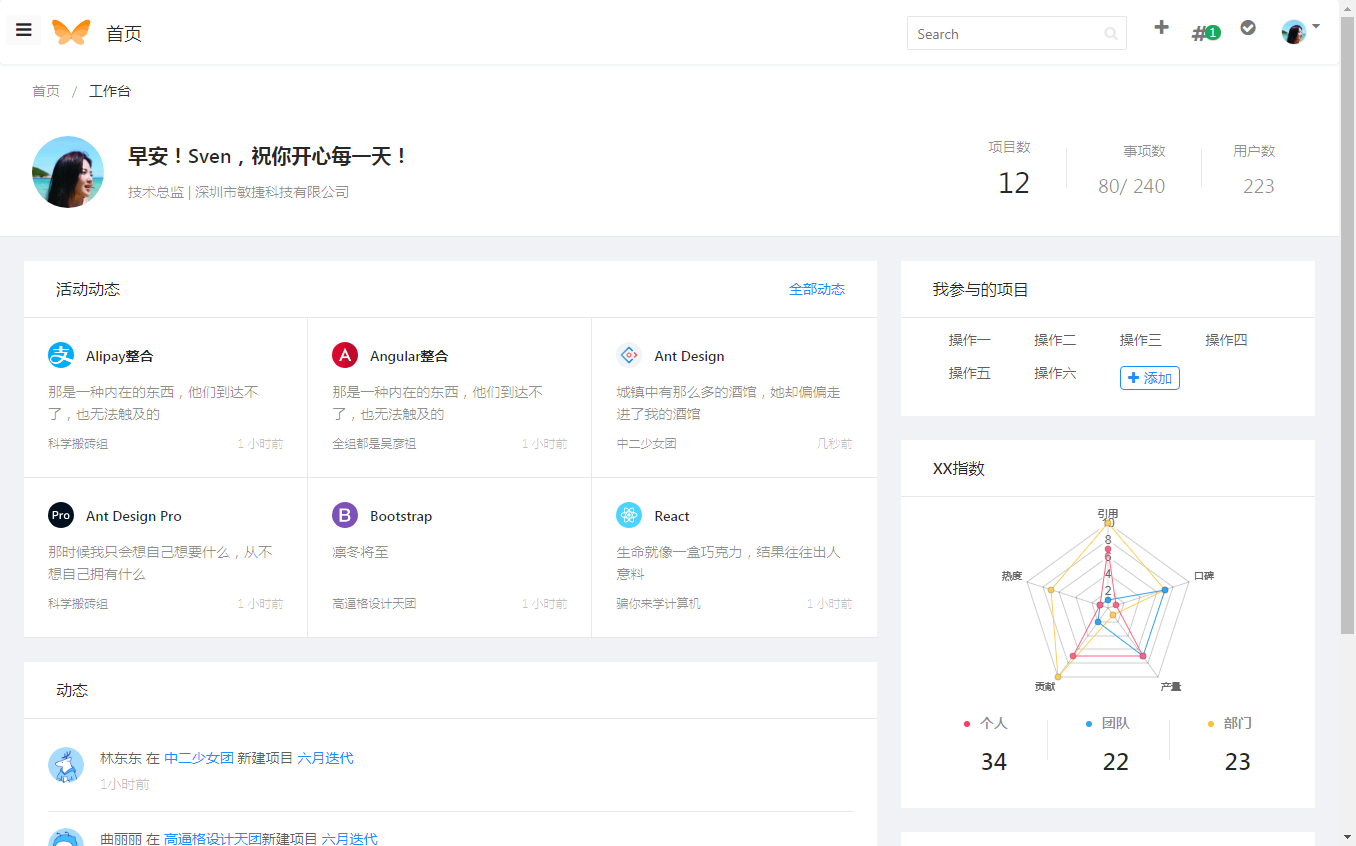 首页
Search
#1
首页 / 工作台
早安！Sven，祝你开心每一天！
技术总监 | 深圳市敏捷科技有限公司
项目数
12
事项数
80/ 240
用户数
223
活动动态
全部动态
支 Alipay整合
那是一种内在的东西，他们到达不
了，也无法触及的
科学搬砖组 1 小时前
A Angular整合
那是一种内在的东西，他们到达不
了，也无法触及的
全组都是吴彦祖 1 小时前
Ant Design
城镇中有那么多的酒馆，她却偏偏走
进了我的酒馆
中二少女团 几秒前
Pro Ant Design Pro
那时候我只会想自己想要什么，从不
想自己拥有什么
科学搬砖组 1 小时前
B Bootstrap
凛冬将至
高逼格设计天团 1 小时前
React
生命就像一盒巧克力，结果往往出人
意料
骗你来学计算机 1 小时前
动态
林东东 在 中二少女团 新建项目 六月迭代
1小时前
曲丽丽 在 高逼格设计天团新建项目 六月迭代
我参与的项目
操作一 操作二 操作三 操作四
操作五 操作六 添加
XX指数
引用
10
8
6
4
2
热度
口碑
贡献
产量
个人
34
团队
22
部门
23